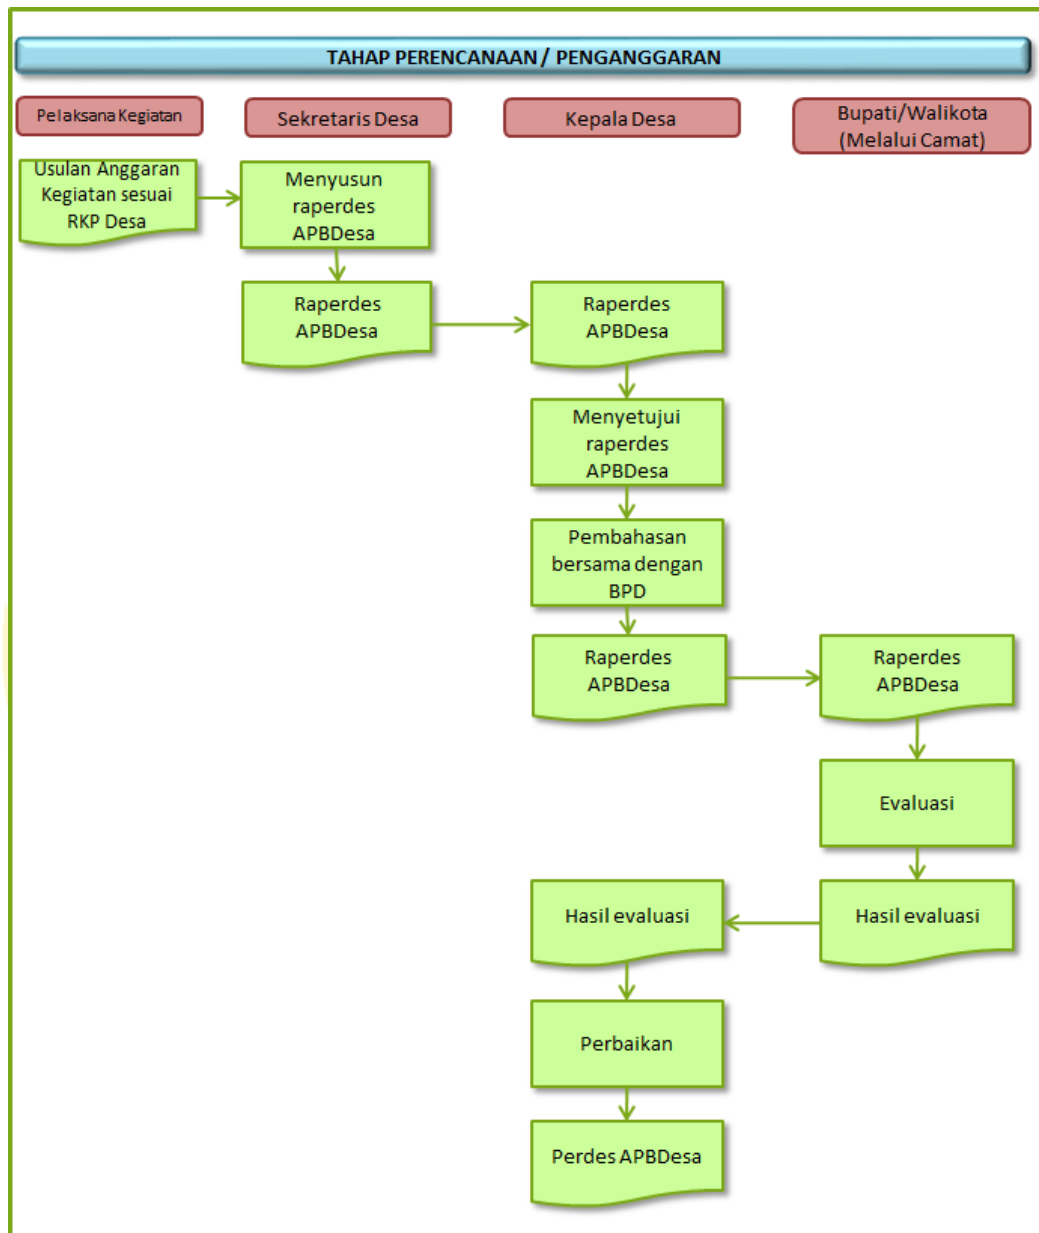 TAHAP PERENCANAAN / PENGANGGARAN
Pelaksana Kegiatan
Sekretaris Desa
Kepala Desa
Bupati/Walikota
(Melalui Camat)
Usulan Anggaran
Kegiatan sesuai
RKP Desa
Menyusun
raperdes
APBDesa
Raperdes
APBDesa
Raperdes
APBDesa
Menyetujui
raperdes
APBDesa
Pembahasan
bersama dengan
BPD
Raperdes
APBDesa
Raperdes
APBDesa
Evaluasi
Hasil evaluasi
Hasil evaluasi
Perbaikan
Perdes APBDesa